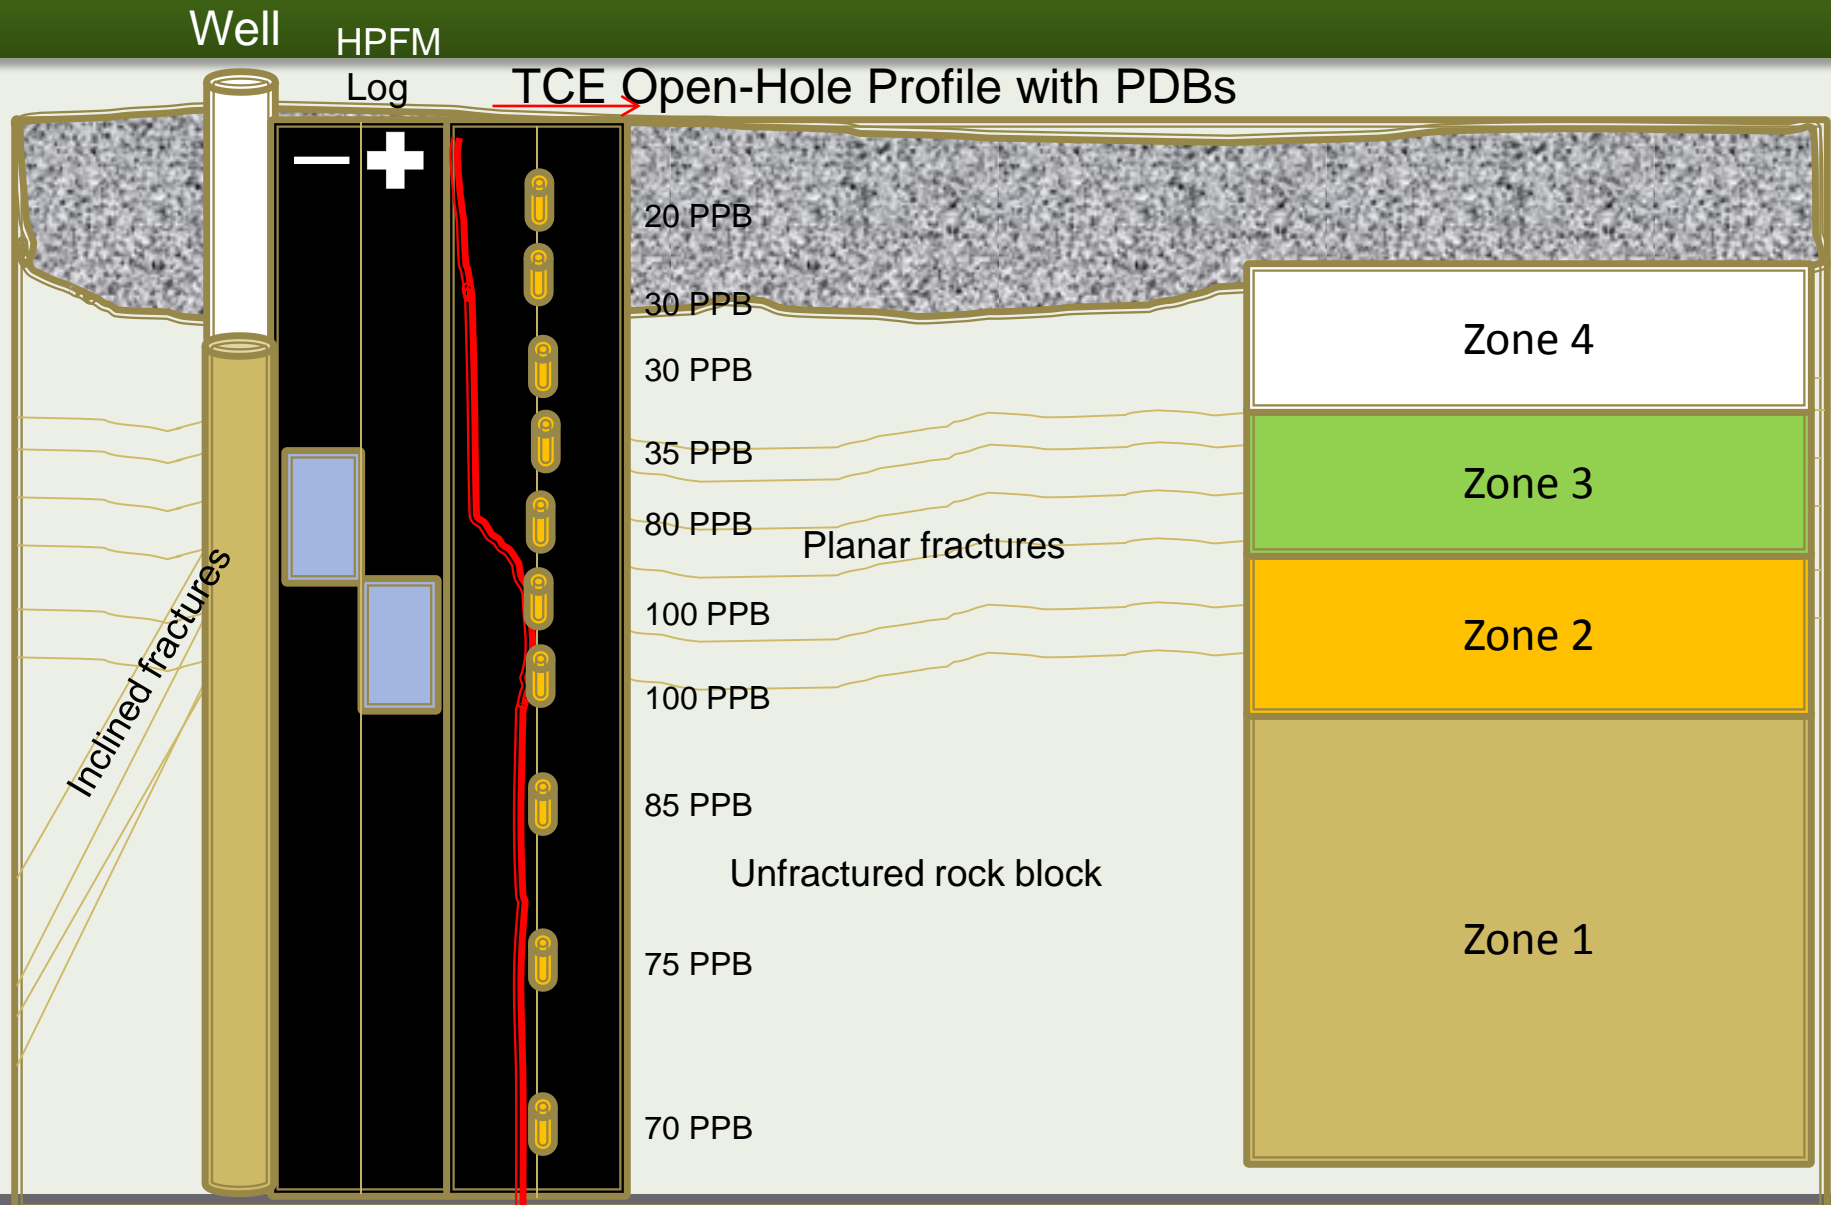 Well
HPFM
Log
TCE Open-Hole Profile with PDBs
20 PPB
30 PPB
30 PPB
35 PPB
80 PPB
100 PPB
100 PPB
85 PPB
75 PPB
70 PPB
Planar fractures
Inclined fractures
Unfractured rock block
Zone 4
Zone 3
Zone 2
Zone 1